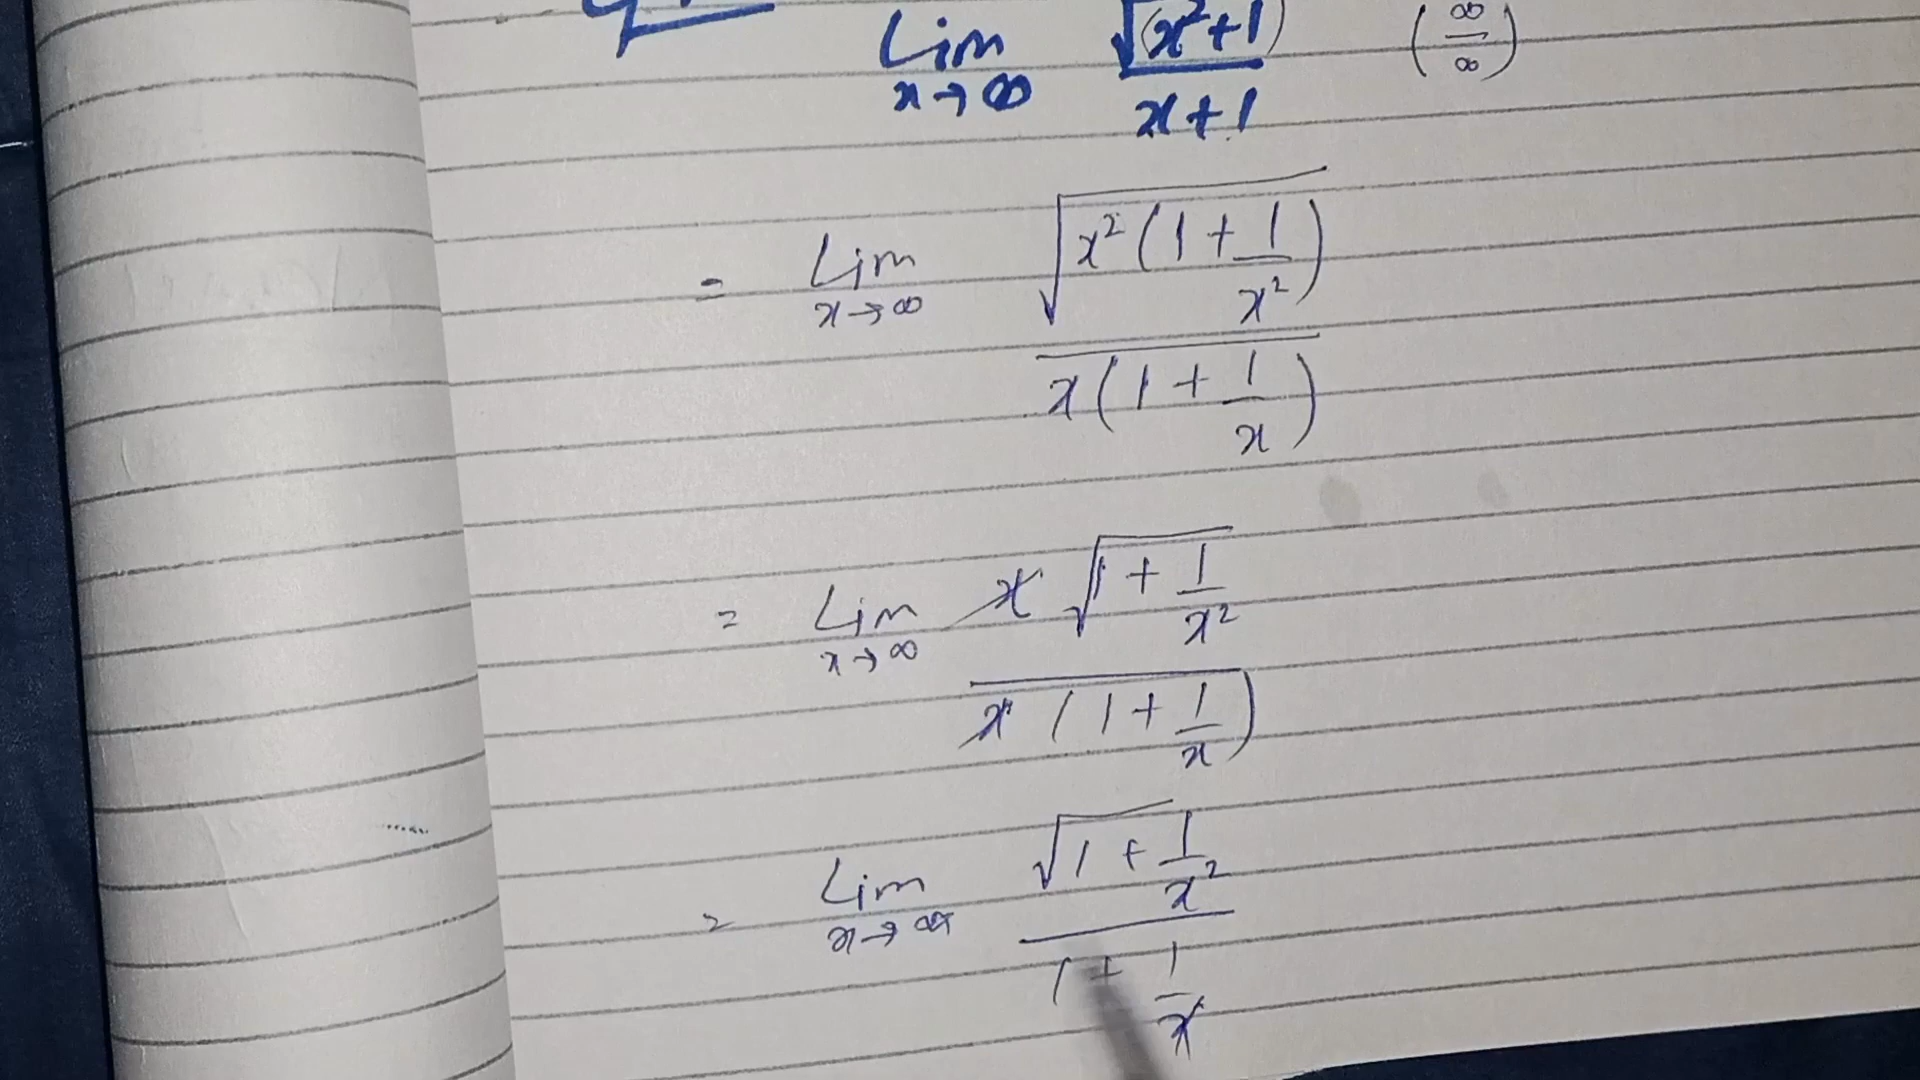 Lim x→∞ √(x²+1) / x+1 (∞/∞)
= Lim x→∞ √x²(1+1/x²) / x(1+1/x)
= Lim x→∞ x√1+1/x² / x(1+1/x)
= Lim x→∞ √1+1/x² / 1+1/x